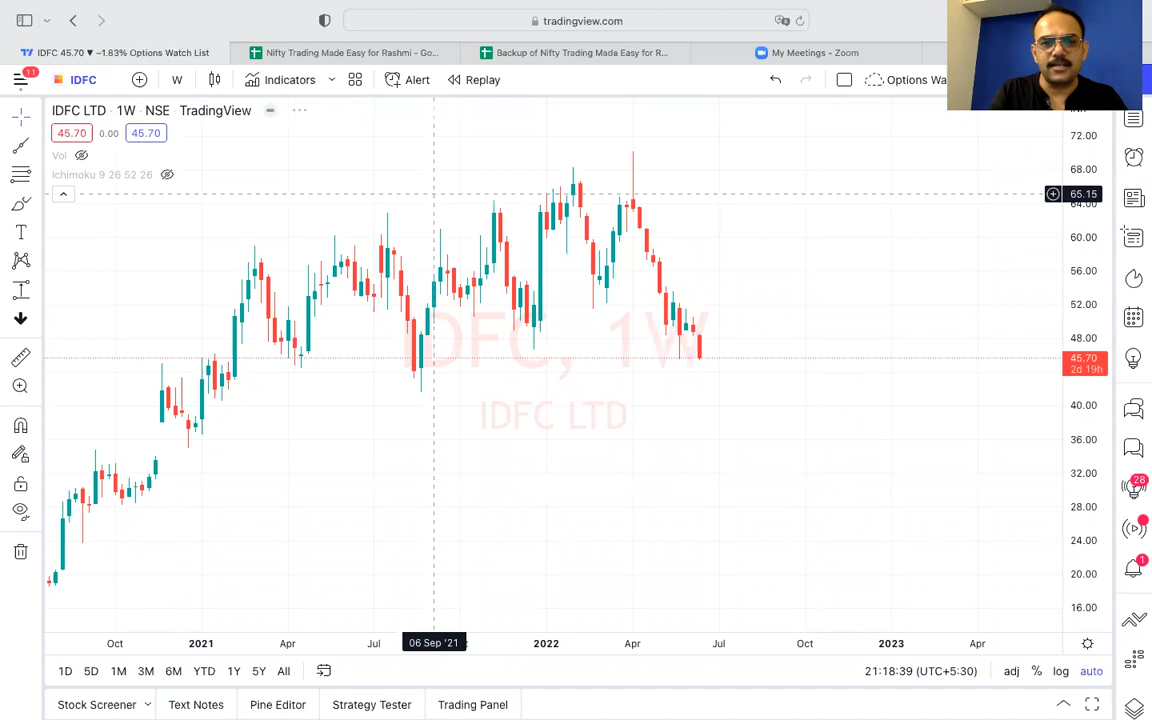 tradingview.com
IDFC 45.70 ▼ −1.83% Options Watch List
Nifty Trading Made Easy for Rashmi - Go...
Backup of Nifty Trading Made Easy for R...
My Meetings - Zoom
11
IDFC
W
Indicators
Alert
Replay
Options Wa
IDFC LTD · 1W · NSE · TradingView
45.70 0.00 45.70
Vol
Ichimoku 9 26 52 26
IDFC, 1W
IDFC LTD
72.00
68.00
65.15
64.00
60.00
56.00
52.00
48.00
45.70
2d 19h
40.00
36.00
32.00
28.00
24.00
20.00
16.00
28
1
Oct 2021 Apr Jul 06 Sep '21 2022 Apr Jul Oct 2023 Apr
1D 5D 1M 3M 6M YTD 1Y 5Y All
21:18:39 (UTC+5:30) adj % log auto
Stock Screener Text Notes Pine Editor Strategy Tester Trading Panel